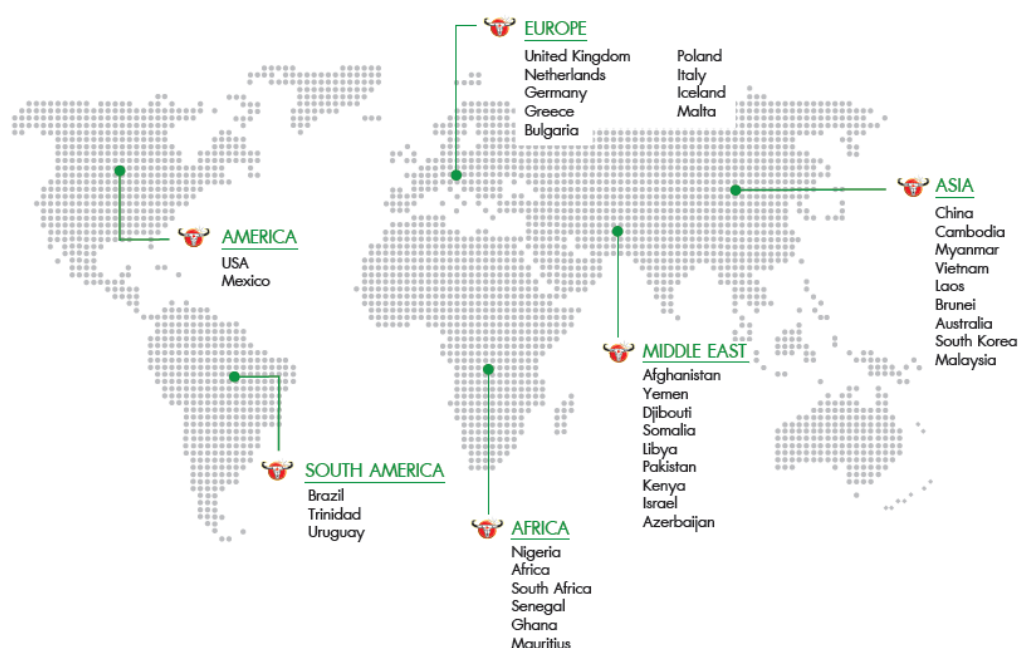 EUROPE
United Kingdom
Netherlands
Germany
Greece
Bulgaria
Poland
Italy
Iceland
Malta
ASIA
China
Cambodia
Myanmar
Vietnam
Laos
Brunei
Australia
South Korea
Malaysia
AMERICA
USA
Mexico
MIDDLE EAST
Afghanistan
Yemen
Djibouti
Somalia
Libya
Pakistan
Kenya
Israel
Azerbaijan
SOUTH AMERICA
Brazil
Trinidad
Uruguay
AFRICA
Nigeria
Africa
South Africa
Senegal
Ghana
Mauritius